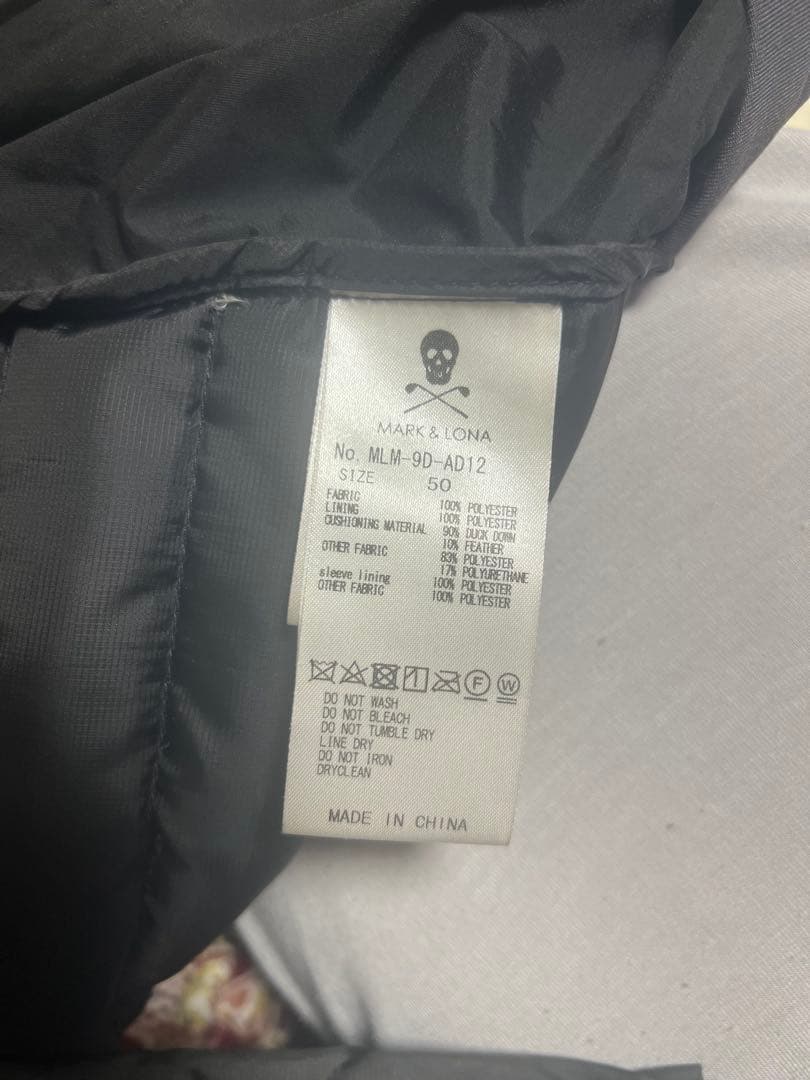 MARK & LONA
No. MLM-9D-AD12
SIZE 50
FABRIC 100% POLYESTER
LINING 100% POLYESTER
CUSHIONING MATERIAL 90% DUCK DOWN
10% FEATHER
OTHER FABRIC 83% POLYESTER
17% POLYURETHANE
sleeve lining 100% POLYESTER
OTHER FABRIC 100% POLYESTER
F W
DO NOT WASH
DO NOT BLEACH
DO NOT TUMBLE DRY
LINE DRY
DO NOT IRON
DRYCLEAN
MADE IN CHINA